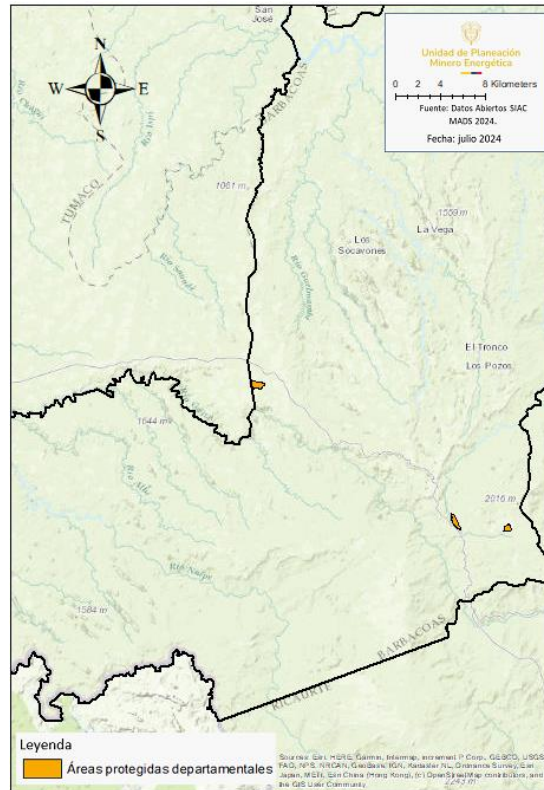 San
José
N
W E
S
Unidad de Planeación
Minero Energética
0 2 4 6 Kilometers
Fuente: Datos Abiertos SIAC
MADS 2024.
Fecha: julio 2024
BARBACOAS
TUMACO
1061 m
1559 m
La Vega
Los
Socavones
El Tronco
Los Pozos
1644 m
2016 m
1584 m
BARBACOAS
RICAURTE
Leyenda
Áreas protegidas departamentales
Sources: Esri, HERE, Garmin, Intermap, increment P Corp., GEBCO, USGS,
FAO, NPS, NRCAN, GeoBase, IGN, Kadaster NL, Ordnance Survey, Esri
Japan, METI, Esri China (Hong Kong), (c) OpenStreetMap contributors, and
the GIS User Community
2243 m